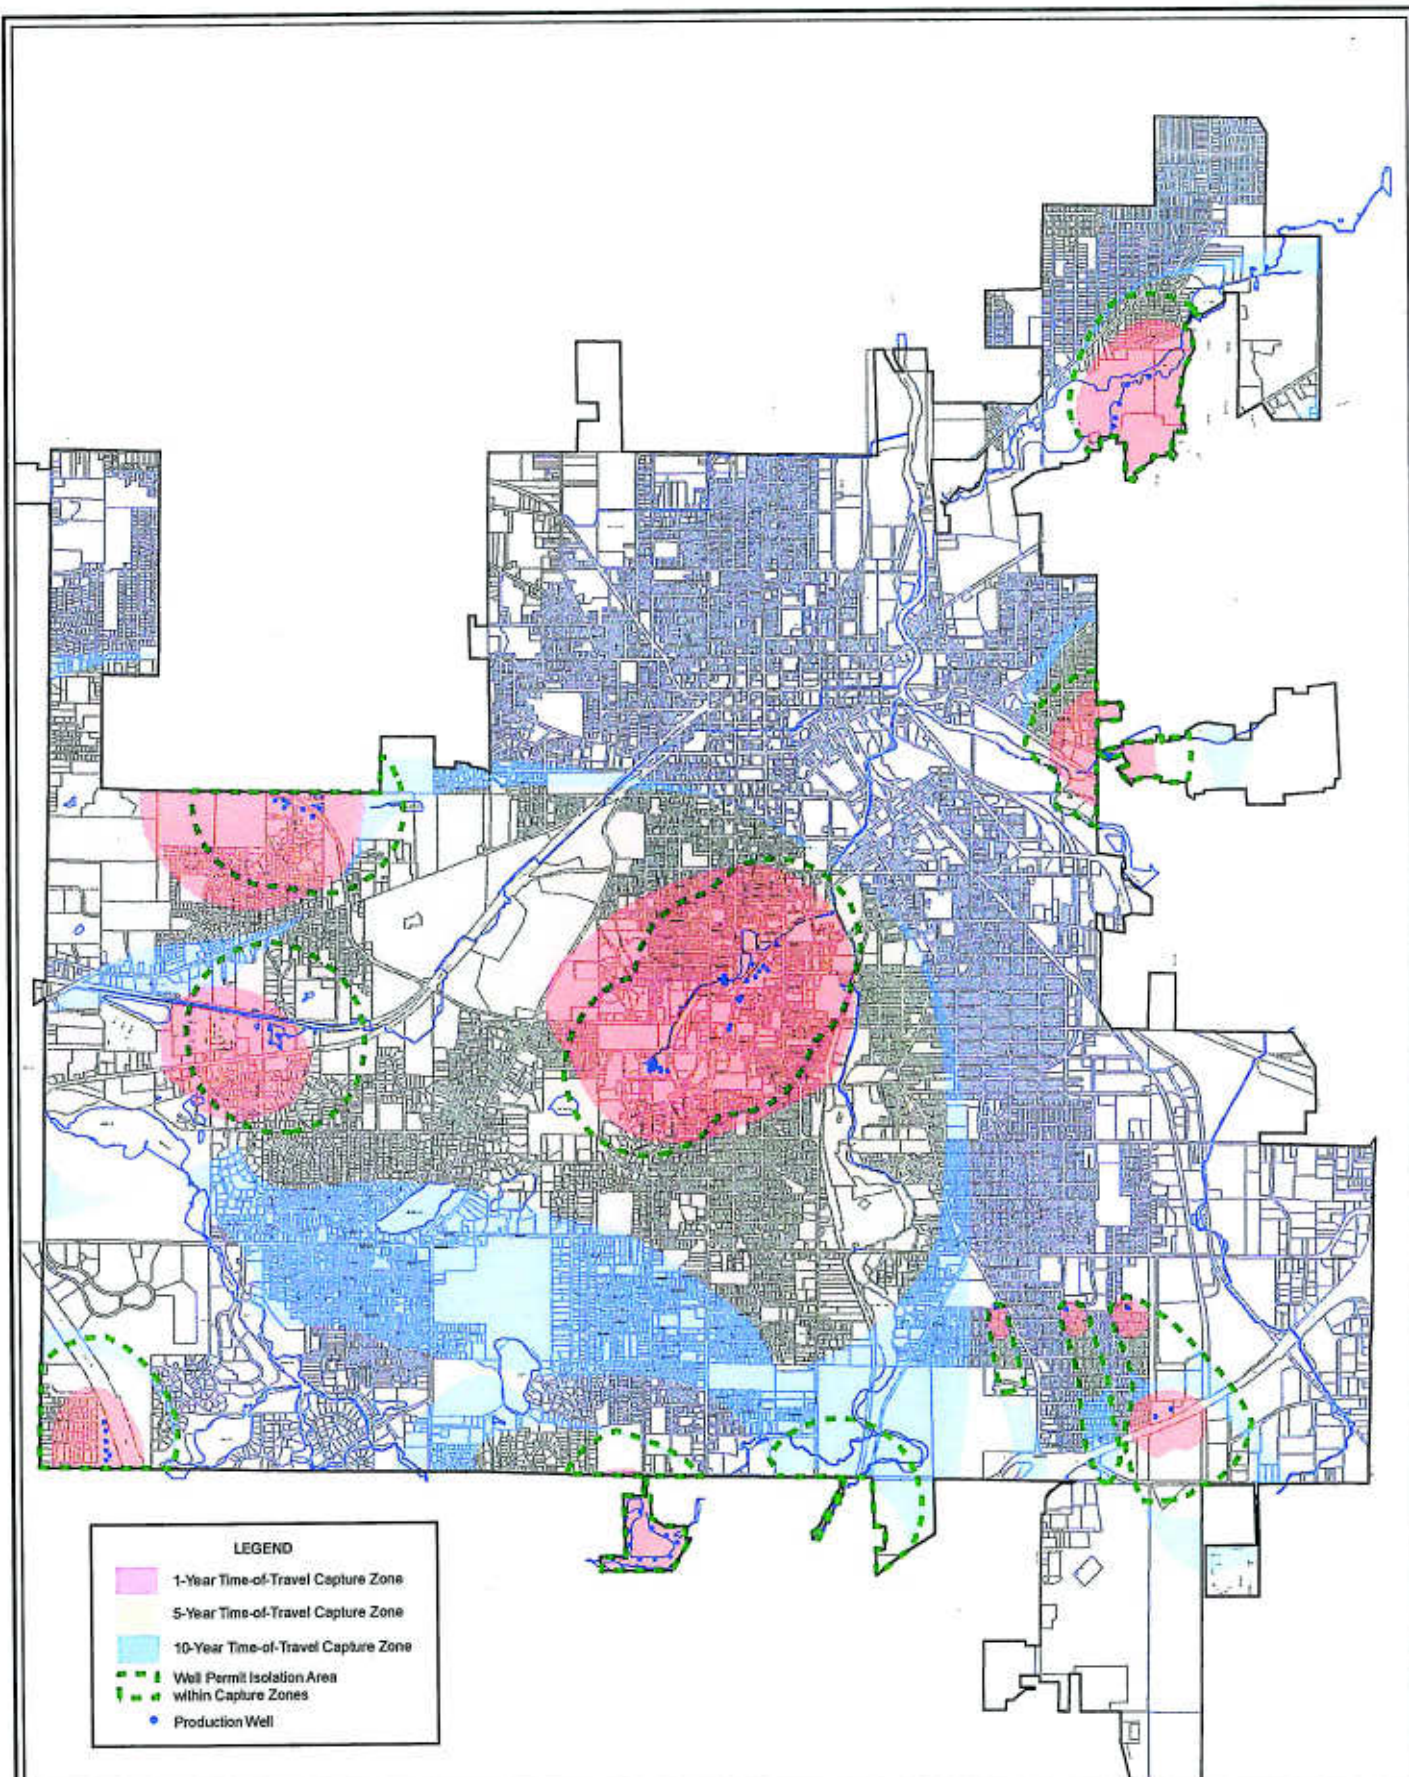 LEGEND
1-Year Time-of-Travel Capture Zone
5-Year Time-of-Travel Capture Zone
10-Year Time-of-Travel Capture Zone
Well Permit Isolation Area
within Capture Zones
Production Well